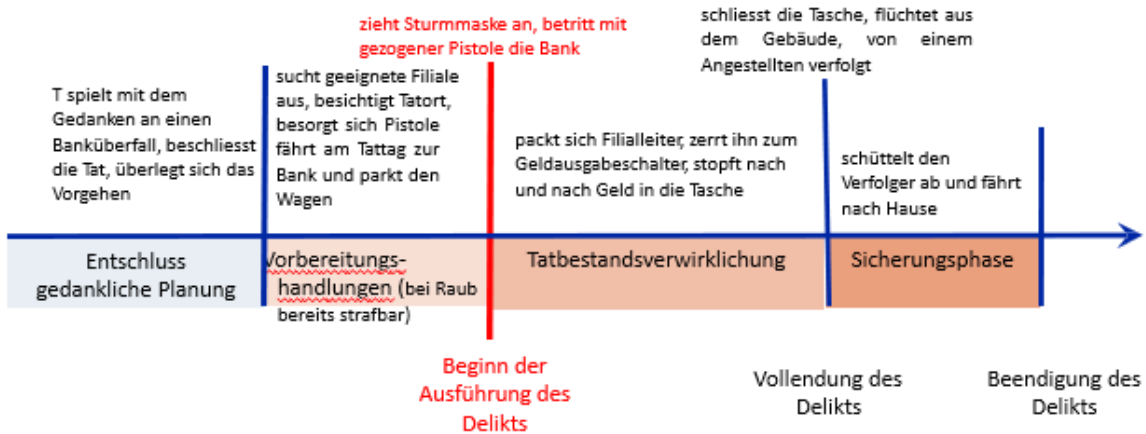 T spielt mit dem
Gedanken an einen
Banküberfall, beschliesst
die Tat, überlegt sich das
Vorgehen
sucht geeignete Filiale
aus, besichtigt Tatort,
besorgt sich Pistole
fährt am Tattag zur
Bank und parkt den
Wagen
zieht Sturmmaske an, betritt mit
gezogener Pistole die Bank
packt sich Filialleiter, zerrt ihn zum
Geldausgabeschalter, stopft nach
und nach Geld in die Tasche
schliesst die Tasche, flüchtet aus
dem Gebäude, von einem
Angestellten verfolgt
schüttelt den
Verfolger ab und fährt
nach Hause
Entschluss
gedankliche Planung
Vorbereitungs-
handlungen (bei Raub
bereits strafbar)
Tatbestandsverwirklichung
Sicherungsphase
Beginn der
Ausführung des
Delikts
Vollendung des
Delikts
Beendigung des
Delikts